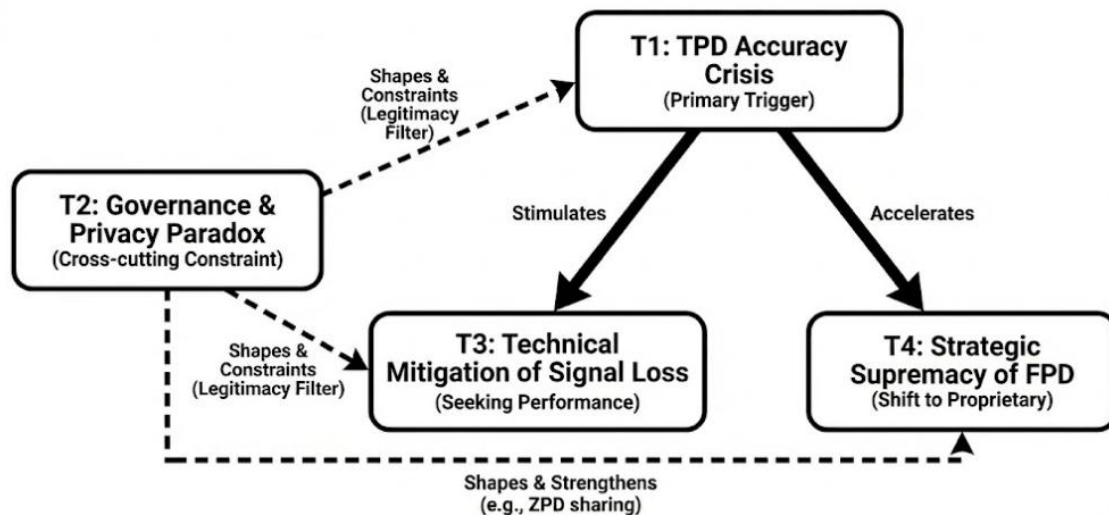 T1: TPD Accuracy
Crisis
(Primary Trigger)
Shapes &
Constraints
(Legitimacy
Filter)
T2: Governance &
Privacy Paradox
(Cross-cutting Constraint)
Stimulates
Accelerates
Shapes &
Constraints
(Legitimacy Filter)
T3: Technical
Mitigation of Signal Loss
(Seeking Performance)
T4: Strategic
Supremacy of FPD
(Shift to Proprietary)
Shapes & Strengthens
(e.g., ZPD sharing)